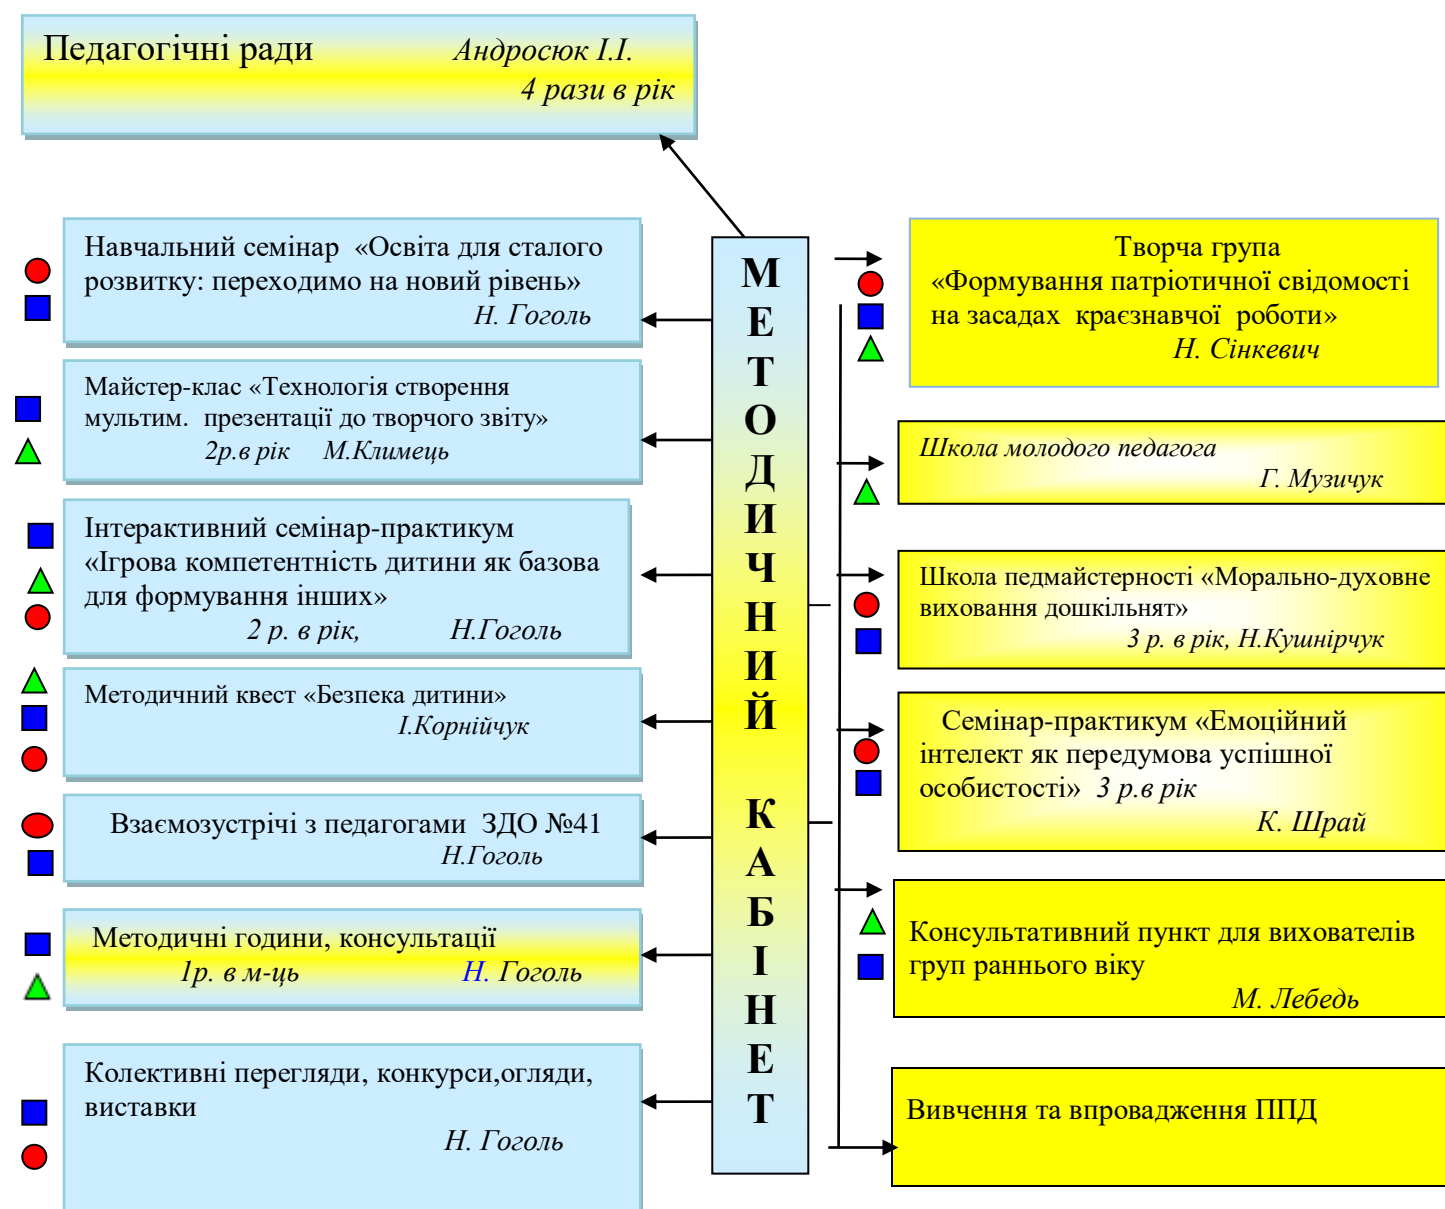 Педагогічні ради Андросюк І.І.
4 рази в рік
Навчальний семінар «Освіта для сталого
розвитку: переходимо на новий рівень»
Н. Гоголь
Майстер-клас «Технологія створення
мультим. презентації до творчого звіту»
2р.в рік М.Климець
Інтерактивний семінар-практикум
«Ігрова компетентність дитини як базова
для формування інших»
2 р. в рік, Н.Гоголь
Методичний квест «Безпека дитини»
І.Корнійчук
Взаємозустрічі з педагогами ЗДО №41
Н.Гоголь
Методичні години, консультації
1р. в м-ць Н. Гоголь
Колективні перегляди, конкурси,огляди,
виставки
Н. Гоголь
М
Е
Т
О
Д
И
Ч
Н
И
Й
К
А
Б
І
Н
Е
Т
Творча група
«Формування патріотичної свідомості
на засадах краєзнавчої роботи»
Н. Сінкевич
Школа молодого педагога
Г. Музичук
Школа педмайстерності «Морально-духовне
виховання дошкільнят»
3 р. в рік, Н.Кушнірчук
Семінар-практикум «Емоційний
інтелект як передумова успішної
особистості» 3 р.в рік
К. Шрай
Консультативний пункт для вихователів
груп раннього віку
М. Лебедь
Вивчення та впровадження ППД